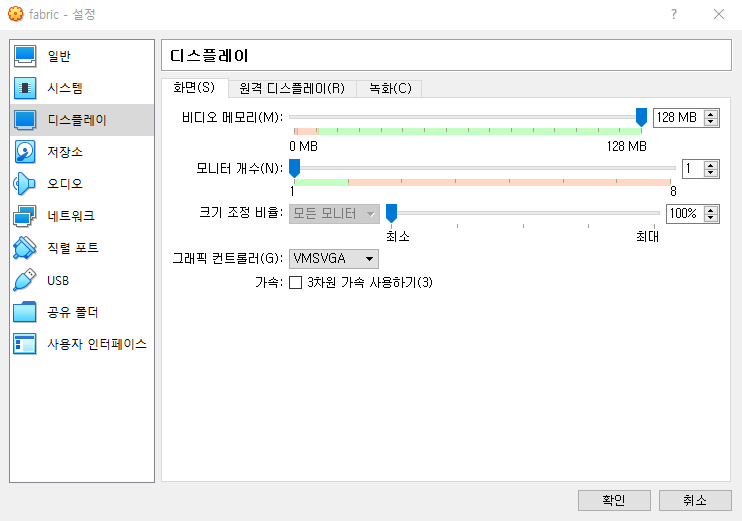 fabric - 설정
?
일반
시스템
디스플레이
저장소
오디오
네트워크
직렬 포트
USB
공유 폴더
사용자 인터페이스
디스플레이
화면(S) 원격 디스플레이(R) 녹화(C)
비디오 메모리(M): 128 MB
0 MB 128 MB
모니터 개수(N): 1
1 8
크기 조정 비율: 모든 모니터 100%
최소 최대
그래픽 컨트롤러(G): VMSVGA
가속: 3차원 가속 사용하기(3)
확인 취소